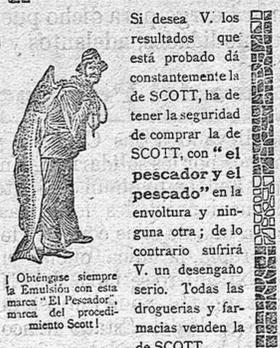 Si desea V. los
resultados que
está probado dá
constantemente la
de SCOTT, ha de
tener la seguridad
de comprar la de
SCOTT, con "el
pescador y el
pescado" en la
envoltura y nin-
guna otra; de lo
contrario sufrirá
V. un desengaño
serio. Todas las
droguerias y far-
macias venden la
de SCOTT
¡Obténgase siempre
la Emulsión con esta
marca "El Pescador",
marca del procedi-
miento Scott!